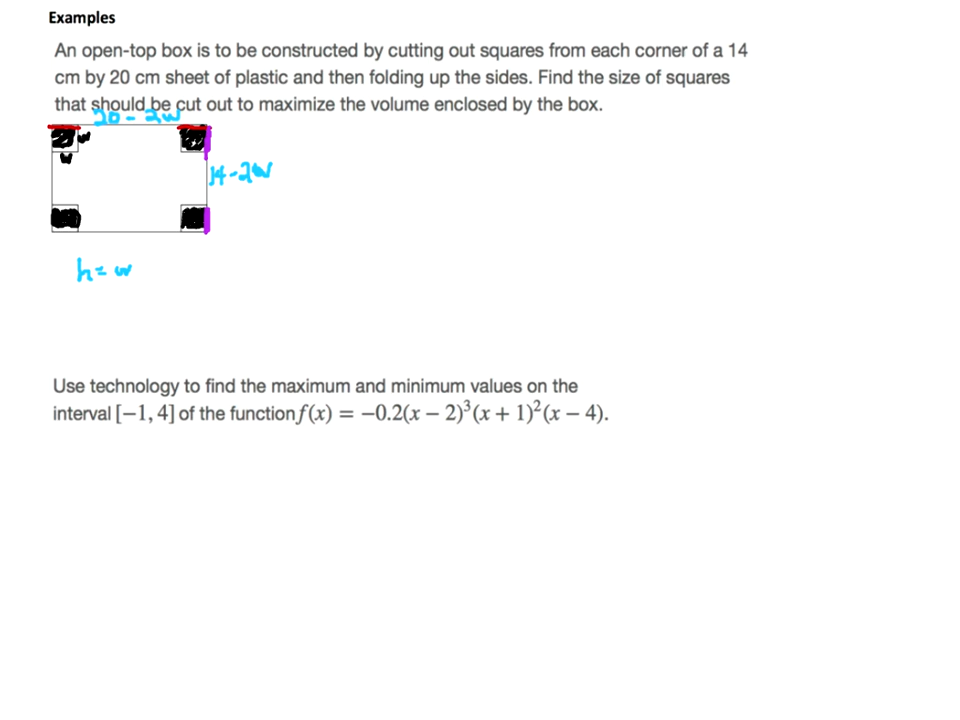 Examples
An open-top box is to be constructed by cutting out squares from each corner of a 14
cm by 20 cm sheet of plastic and then folding up the sides. Find the size of squares
that should be cut out to maximize the volume enclosed by the box.
20 - 2w
w
w
14-2w
h = w
Use technology to find the maximum and minimum values on the
interval [−1, 4] of the function f(x) = −0.2(x − 2)³(x + 1)²(x − 4).